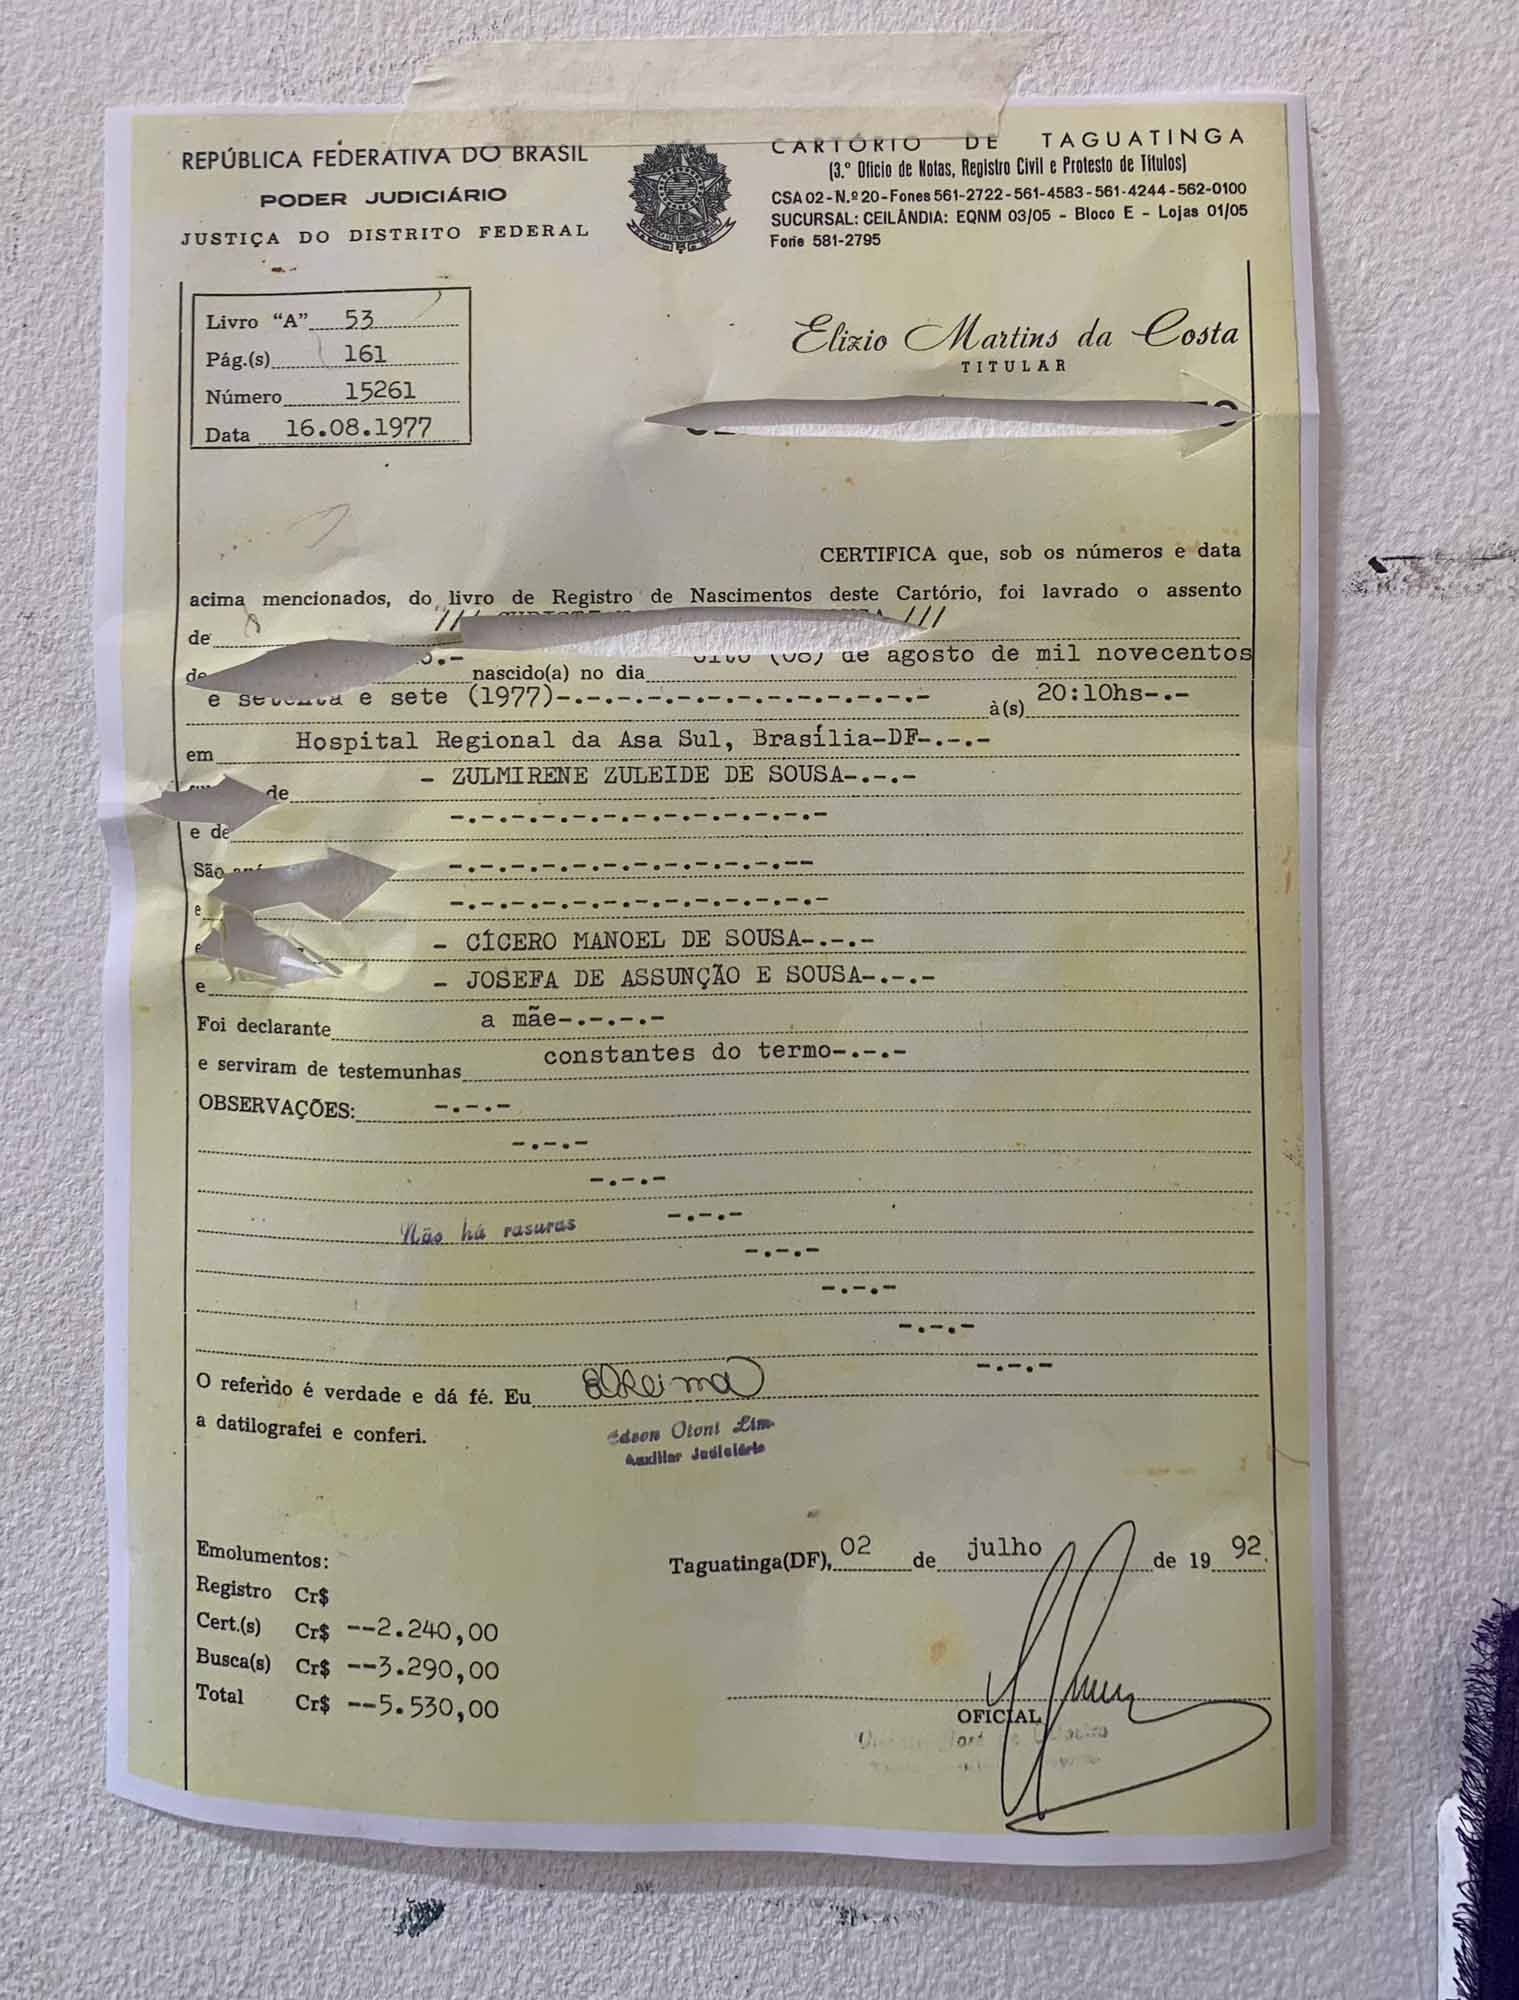 REPÚBLICA FEDERATIVA DO BRASIL
PODER JUDICIÁRIO
JUSTIÇA DO DISTRITO FEDERAL
CARTÓRIO DE TAGUATINGA
(3.º Ofício de Notas, Registro Civil e Protesto de Títulos)
CSA 02 - N.º 20 - Fones 561-2722 - 561-4583 - 561-4244 - 562-0100
SUCURSAL: CEILÂNDIA: EQNM 03/05 - Bloco E - Lojas 01/05
Fone 581-2795
Livro "A" 53
Pág.(s) 161
Número 15261
Data 16.08.1977
Elizio Martins da Costa
TITULAR
CERTIFICA que, sob os números e data
acima mencionados, do livro de Registro de Nascimentos deste Cartório, foi lavrado o assento
de /// ///
de nascido(a) no dia oito (08) de agosto de mil novecentos
e setenta e sete (1977)-.-.-.-.-.-.-.-.-.-.-.-.-.-.- à(s) 20:10hs-.-
em Hospital Regional da Asa Sul, Brasília-DF-.-.-
de - ZULMIRENE ZULEIDE DE SOUSA-.-.-
e de -.-.-.-.-.-.-.-.-.-.-.-.-.-.-
São -.-.-.-.-.-.-.-.-.-.-.-.-.--
e -.-.-.-.-.-.-.-.-.-.-.-.-.-.-
e - CÍCERO MANOEL DE SOUSA-.-.-
e - JOSEFA DE ASSUNÇÃO E SOUSA-.-.-
Foi declarante a mãe-.-.-.-
e serviram de testemunhas constantes do termo-.-.-
OBSERVAÇÕES: -.-.-
-.-.-
-.-.-
-.-.-
Não há rasuras
-.-.-
-.-.-
-.-.-
-.-.-
O referido é verdade e dá fé. Eu
a datilografei e conferi.
Edson Otoni
Auxiliar Judiciário
Emolumentos:
Registro Cr$
Cert.(s) Cr$ --2.240,00
Busca(s) Cr$ --3.290,00
Total Cr$ --5.530,00
Taguatinga(DF), 02 de julho de 19 92.
OFICIAL